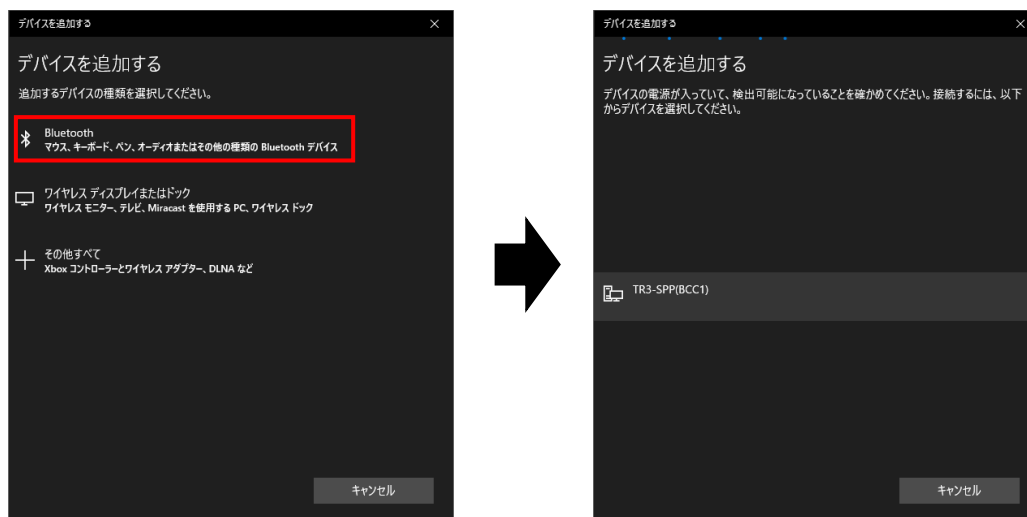 デバイスを追加する
デバイスを追加する
追加するデバイスの種類を選択してください。
Bluetooth
マウス、キーボード、ペン、オーディオまたはその他の種類の Bluetooth デバイス
ワイヤレス ディスプレイまたはドック
ワイヤレス モニター、テレビ、Miracast を使用する PC、ワイヤレス ドック
その他すべて
Xbox コントローラーとワイヤレス アダプター、DLNA など
キャンセル
デバイスを追加する
デバイスを追加する
デバイスの電源が入っていて、検出可能になっていることを確かめてください。接続するには、以下
からデバイスを選択してください。
TR3-SPP(BCC1)
キャンセル